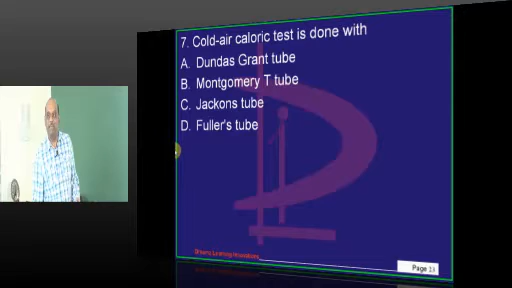 7. Cold-air caloric test is done with
A. Dundas Grant tube
B. Montgomery T tube
C. Jackons tube
D. Fuller's tube
Page 23